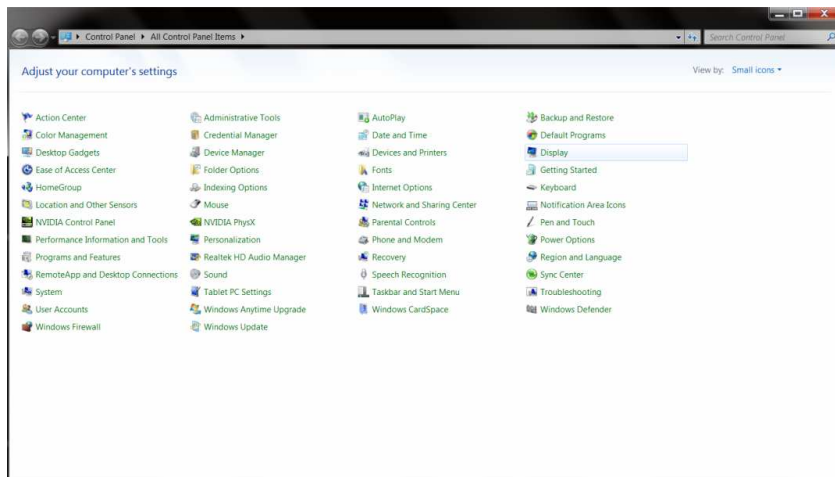 Control Panel All Control Panel Items
Search Control Panel
Adjust your computer's settings
View by: Small icons
Action Center Administrative Tools AutoPlay Backup and Restore
Color Management Credential Manager Date and Time Default Programs
Desktop Gadgets Device Manager Devices and Printers Display
Ease of Access Center Folder Options Fonts Getting Started
HomeGroup Indexing Options Internet Options Keyboard
Location and Other Sensors Mouse Network and Sharing Center Notification Area Icons
NVIDIA Control Panel NVIDIA PhysX Parental Controls Pen and Touch
Performance Information and Tools Personalization Phone and Modem Power Options
Programs and Features Realtek HD Audio Manager Recovery Region and Language
RemoteApp and Desktop Connections Sound Speech Recognition Sync Center
System Tablet PC Settings Taskbar and Start Menu Troubleshooting
User Accounts Windows Anytime Upgrade Windows CardSpace Windows Defender
Windows Firewall Windows Update